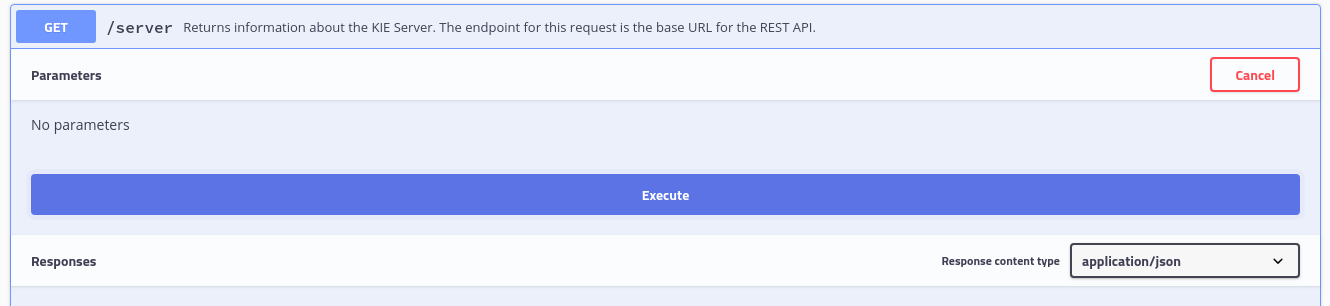 GET /server Returns information about the KIE Server. The endpoint for this request is the base URL for the REST API.
Parameters Cancel
No parameters
Execute
Responses Response content type application/json